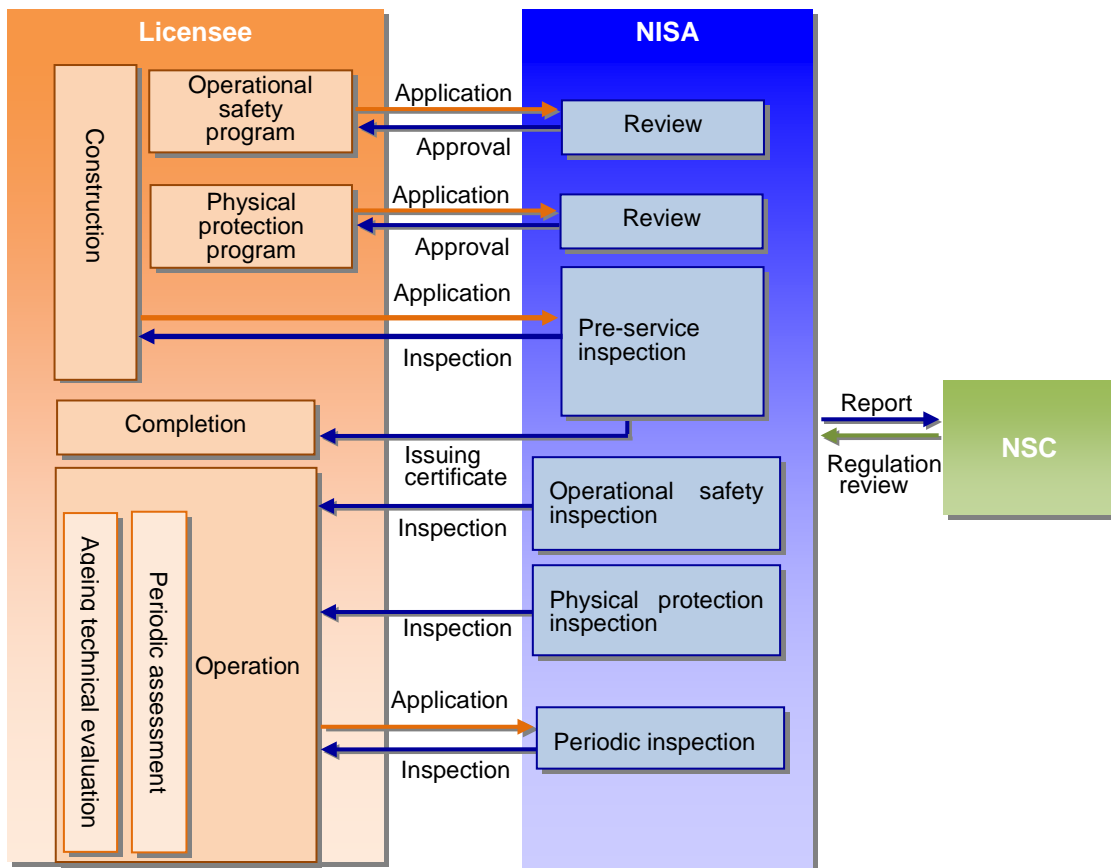 Licensee
NISA
Construction
Operational
safety
program
Application
Approval
Review
Physical
protection
program
Application
Approval
Review
Application
Inspection
Pre-service
inspection
Completion
Issuing
certificate
Report
Regulation
review
NSC
Operation
Ageing technical evaluation
Periodic assessment
Inspection
Operational safety
inspection
Inspection
Physical protection
inspection
Application
Inspection
Periodic inspection